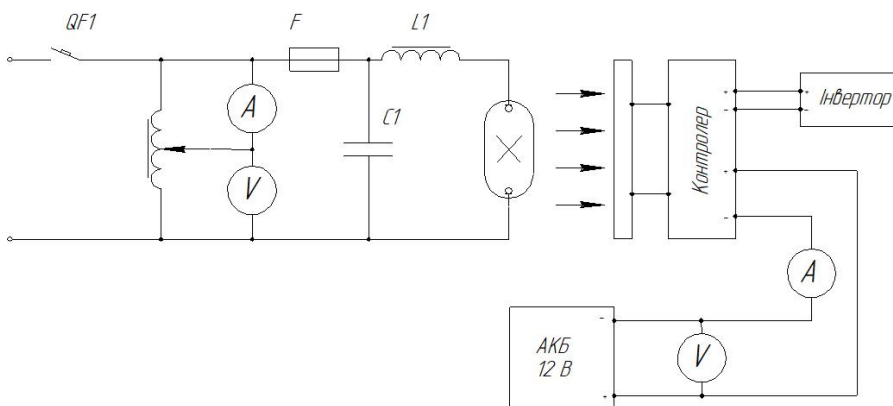 QF1
F
L1
A
C1
V
Контролер
+
-
+
-
+
-
Інвертор
+
-
A
АКБ
12 В
-
+
V